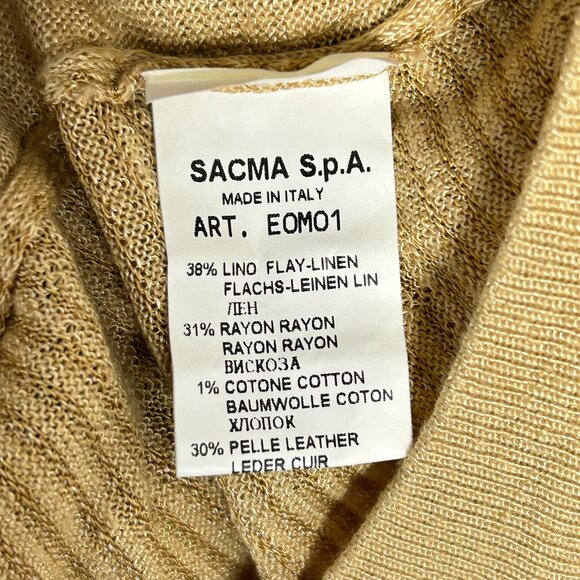 SACMA S.p.A.
MADE IN ITALY
ART. EOMO1
38% LINO FLAY-LINEN
FLACHS-LEINEN LIN
ЛЕН
31% RAYON RAYON
RAYON RAYON
ВИСКОЗА
1% COTONE COTTON
BAUMWOLLE COTON
ХЛОПОК
30% PELLE LEATHER
LEDER CUIR